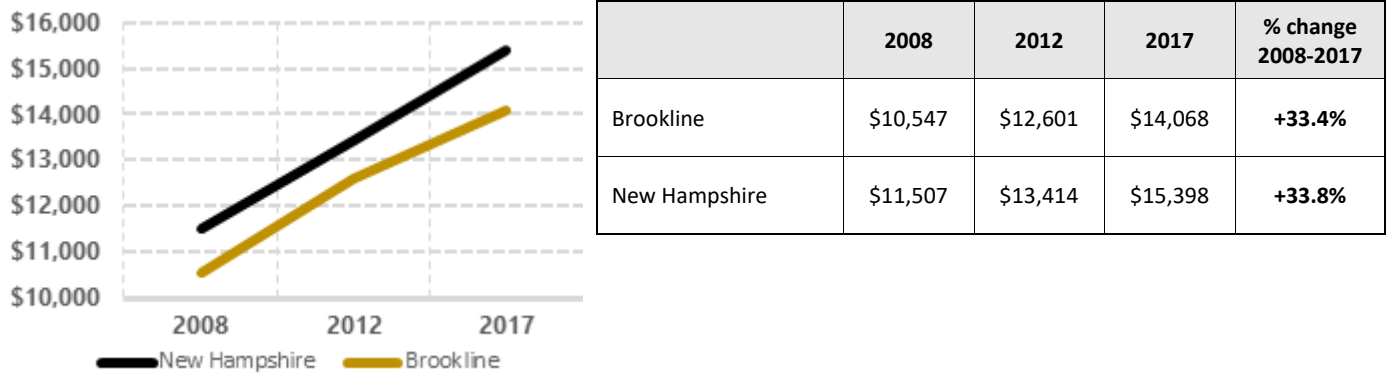 $16,000
$15,000
$14,000
$13,000
$12,000
$11,000
$10,000
2008 2012 2017
New Hampshire Brookline
2008 2012 2017 % change
2008-2017
Brookline $10,547 $12,601 $14,068 +33.4%
New Hampshire $11,507 $13,414 $15,398 +33.8%